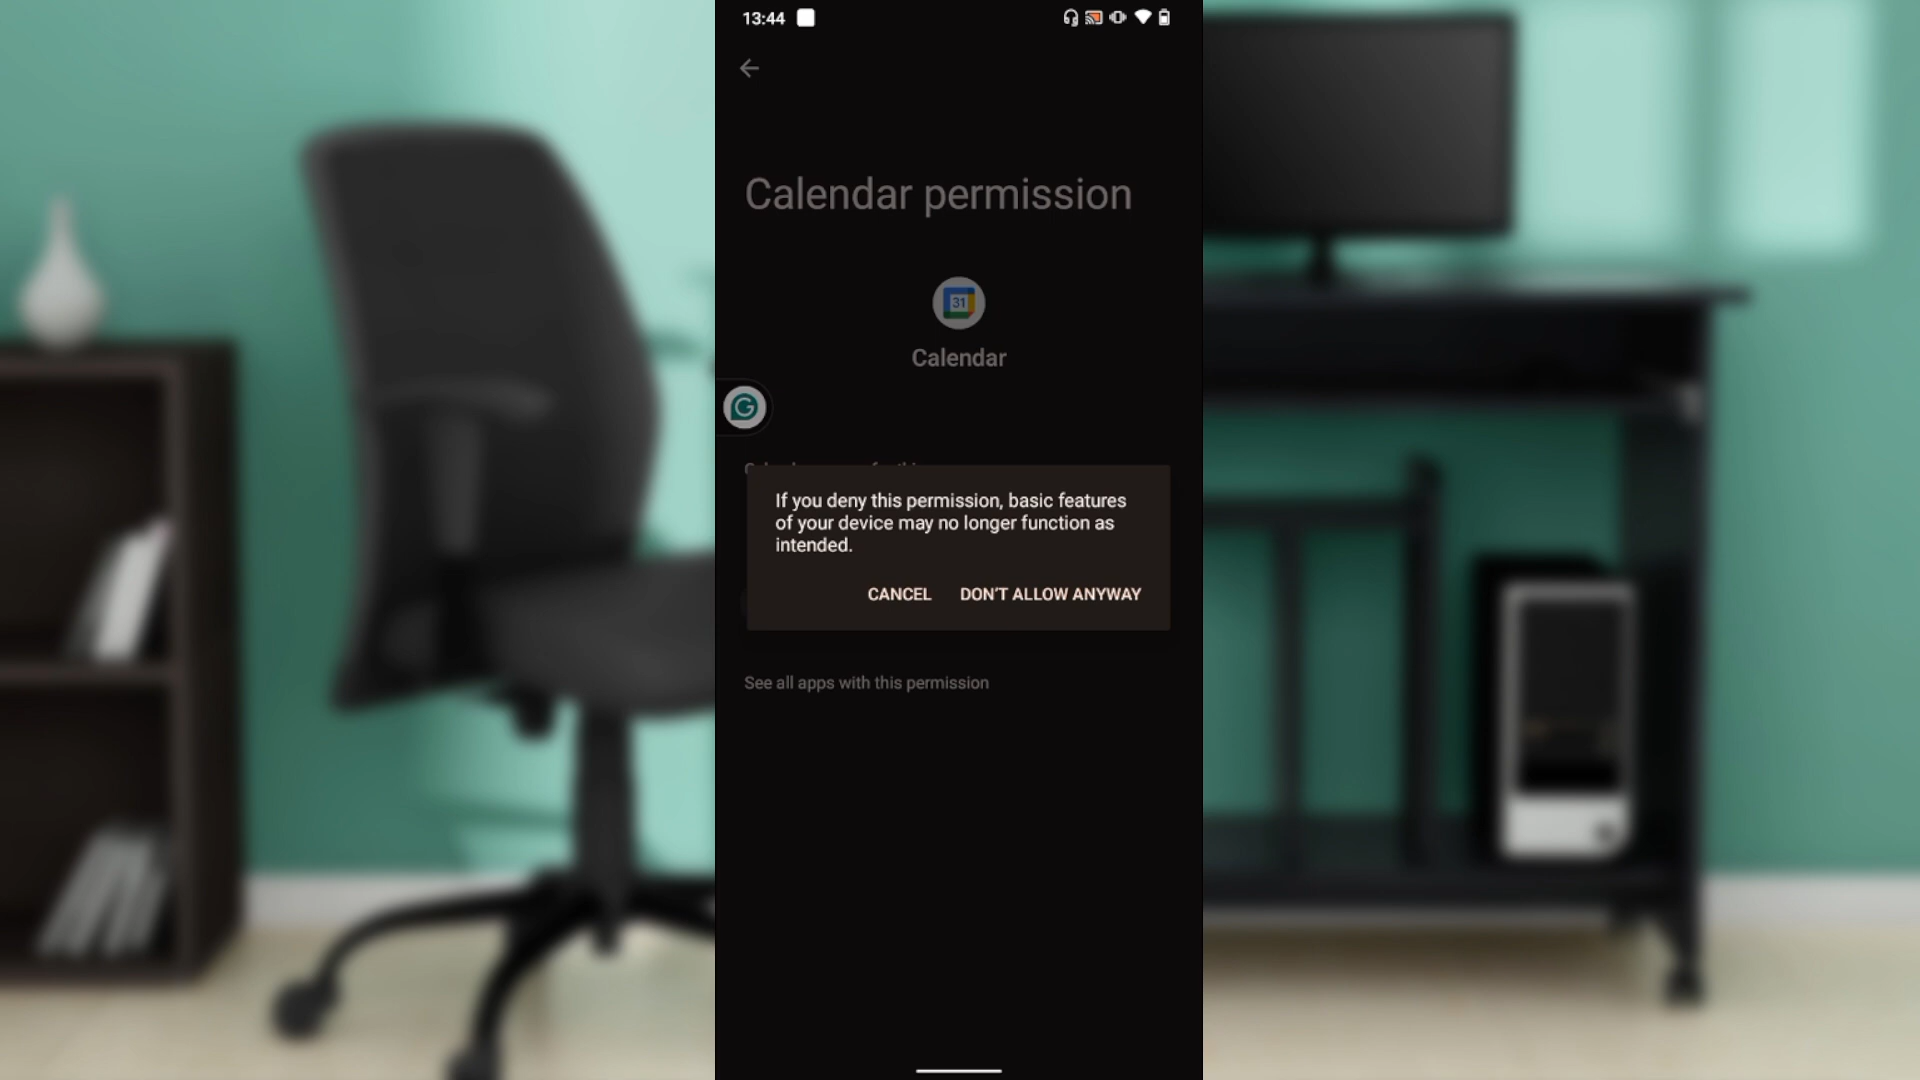 13:44
Calendar permission
31
Calendar
If you deny this permission, basic features
of your device may no longer function as
intended.
CANCEL DON'T ALLOW ANYWAY
See all apps with this permission